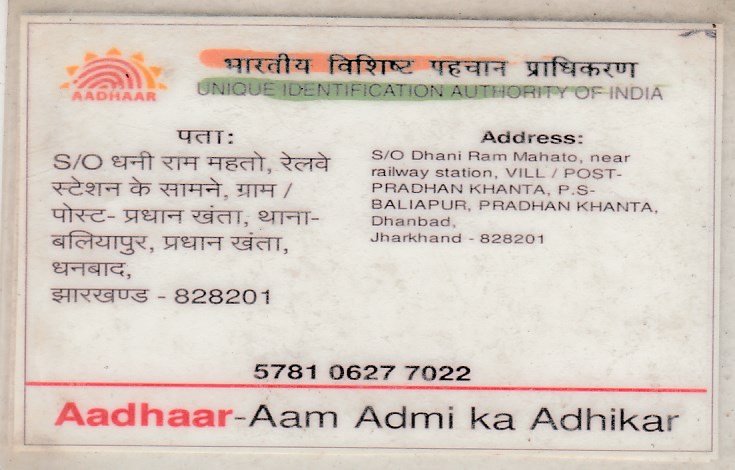 भारतीय विशिष्ट पहचान प्राधिकरण
AADHAAR
UNIQUE IDENTIFICATION AUTHORITY OF INDIA
पता:
S/O धनी राम महतो, रेलवे
स्टेशन के सामने, ग्राम /
पोस्ट- प्रधान खंता, थाना-
बलियापुर, प्रधान खंता,
धनबाद,
झारखण्ड - 828201
Address:
S/O Dhani Ram Mahato, near
railway station, VILL / POST-
PRADHAN KHANTA, P.S-
BALIAPUR, PRADHAN KHANTA,
Dhanbad,
Jharkhand - 828201
5781 0627 7022
Aadhaar-Aam Admi ka Adhikar